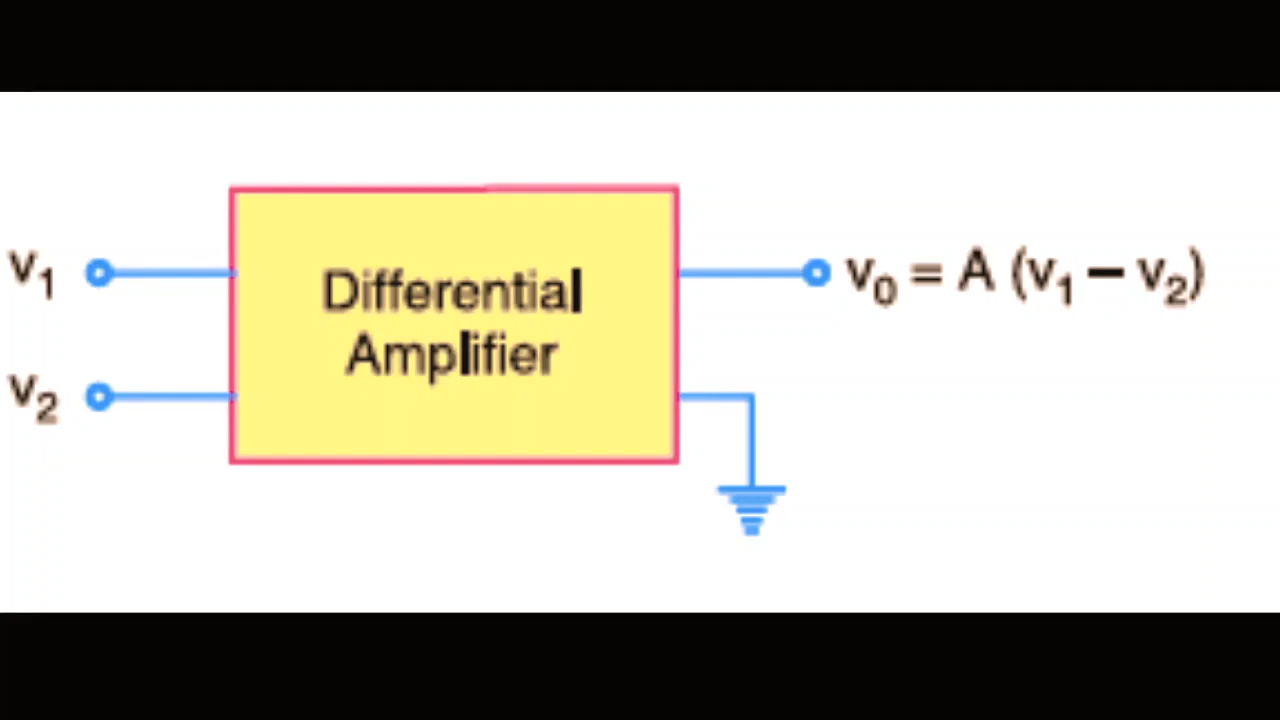 v₁
v₂
Differential
Amplifier
v₀ = A (v₁ − v₂)